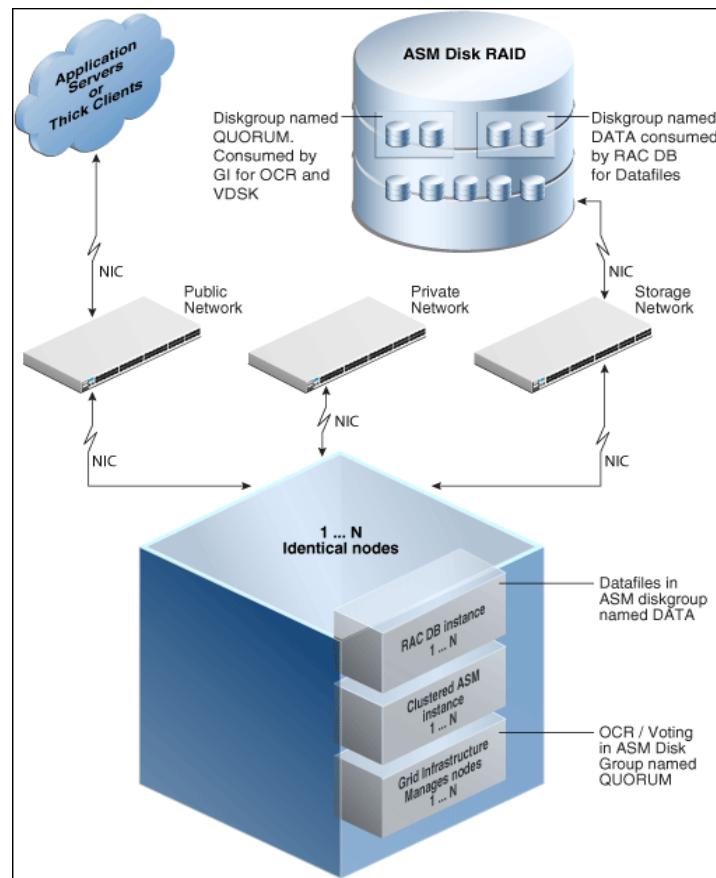 Application
Servers
or
Thick Clients
ASM Disk RAID
Diskgroup named
QUORUM.
Consumed by
GI for OCR and
VDSK
Diskgroup named
DATA consumed
by RAC DB
for Datafiles
NIC
NIC
Public
Network
Private
Network
Storage
Network
NIC
NIC
NIC
1 ... N
Identical nodes
RAC DB instance
1 ... N
Clustered ASM
instance
1 ... N
Grid Infrastructure
Manages nodes
1 ... N
Datafiles in
ASM diskgroup
named DATA
OCR / Voting
in ASM Disk
Group named
QUORUM